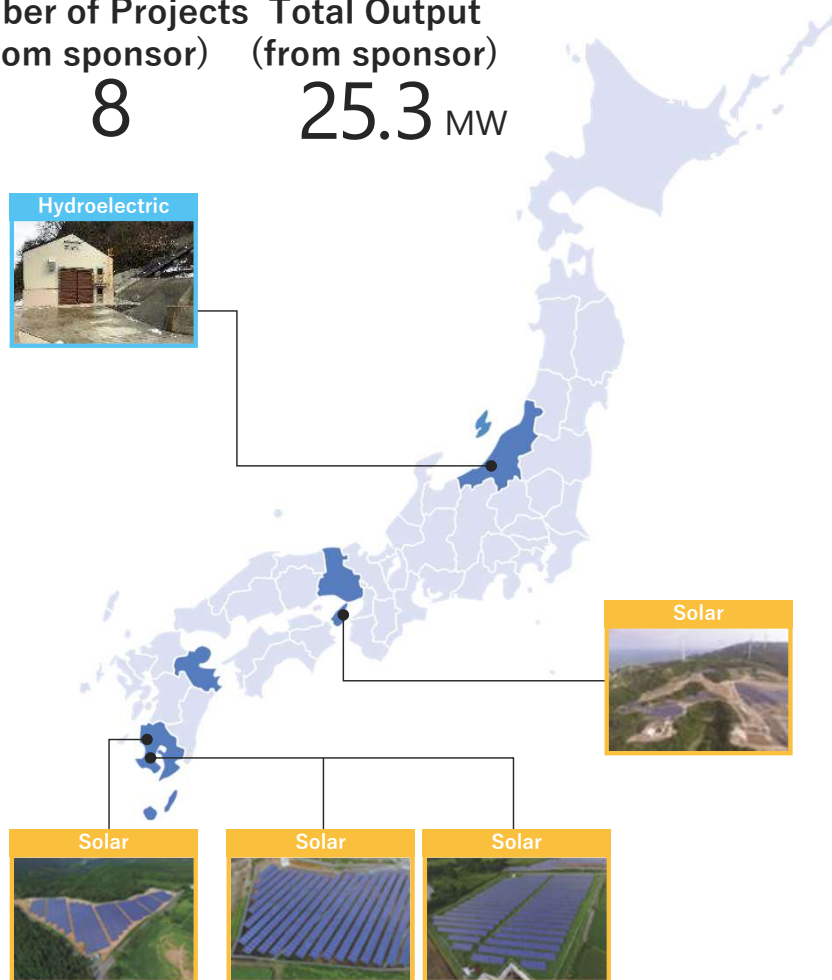 ber of Projects Total Output
om sponsor) (from sponsor)
8 25.3 MW
Hydroelectric
Solar
Solar
Solar
Solar